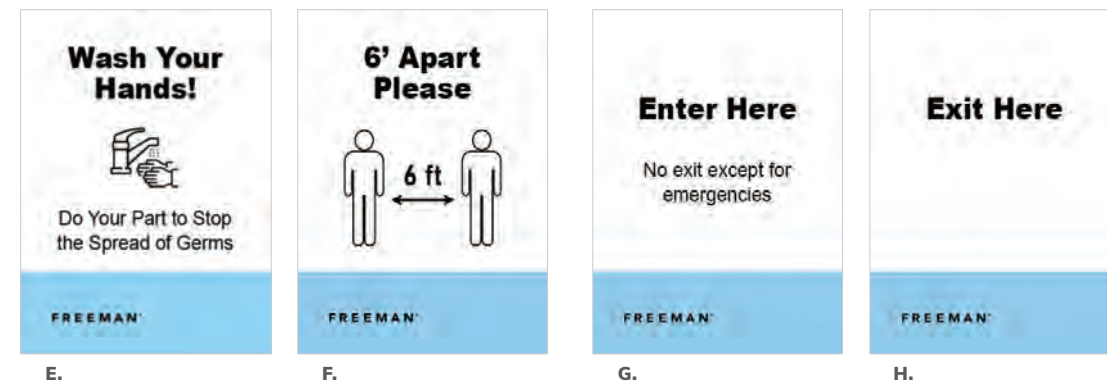 Wash Your
Hands!
Do Your Part to Stop
the Spread of Germs
FREEMAN
E.
6’ Apart
Please
6 ft
FREEMAN
F.
Enter Here
No exit except for
emergencies
FREEMAN
G.
Exit Here
FREEMAN
H.